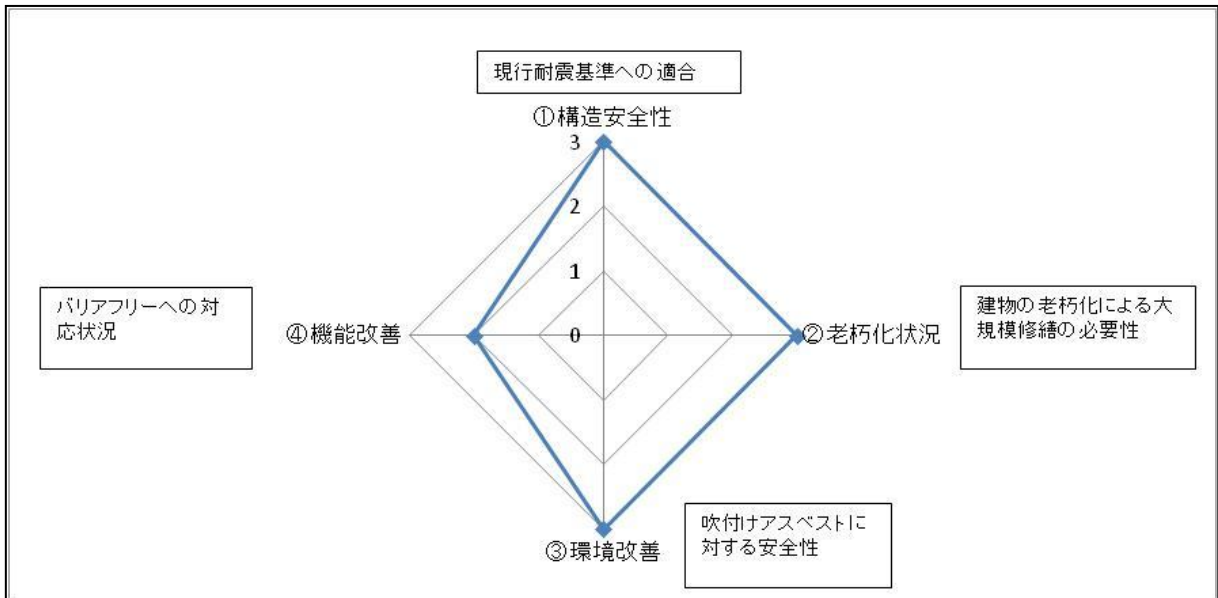 現行耐震基準への適合
①構造安全性
3
2
1
0
バリアフリーへの対
応状況
④機能改善
②老朽化状況
建物の老朽化による大
規模修繕の必要性
③環境改善
吹付けアスベストに
対する安全性